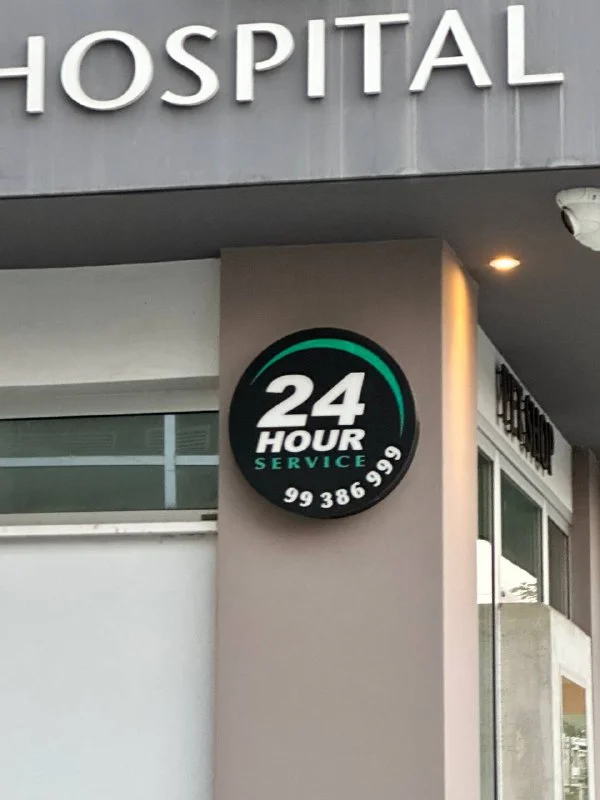 HOSPITAL
24
HOUR
SERVICE
99 386 999